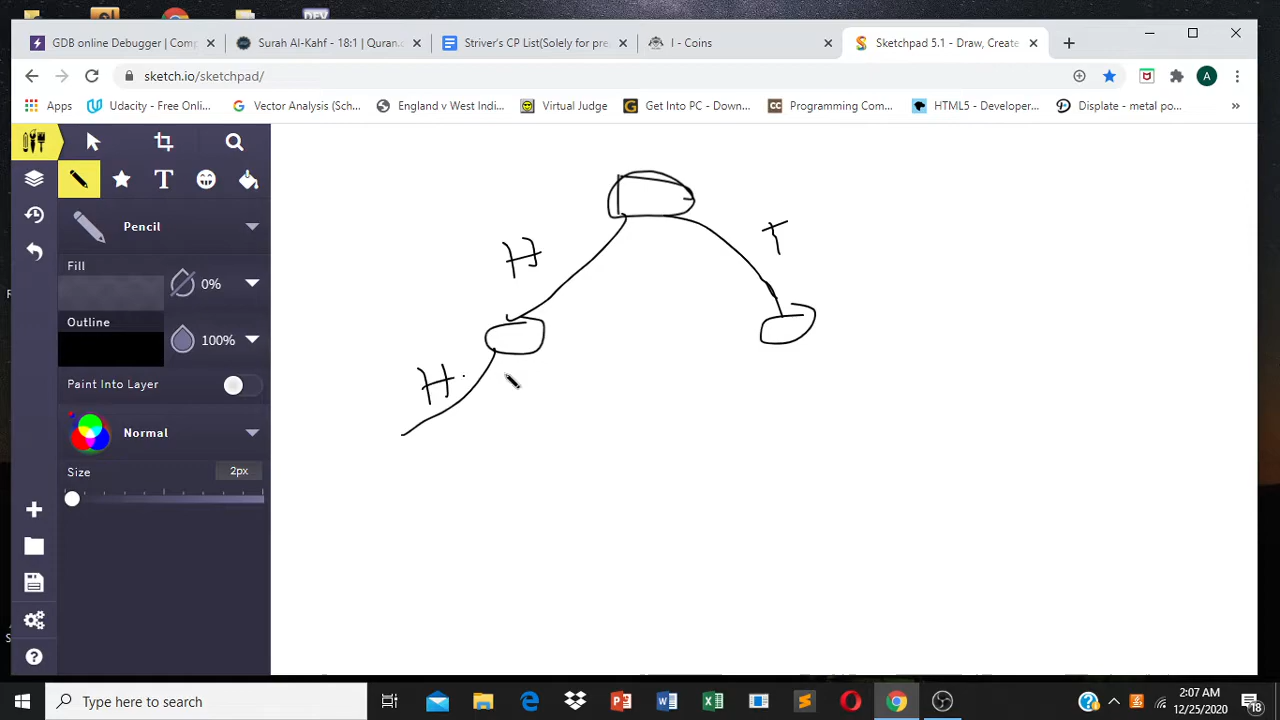 DEV
GDB online Debugger | Com
Surah Al-Kahf - 18:1 | Quran.c
Striver's CP List(Solely for pre
I - Coins
Sketchpad 5.1 - Draw, Create
sketch.io/sketchpad/
A
Apps
Udacity - Free Onli...
Vector Analysis (Sch...
England v West Indi...
Virtual Judge
Get Into PC - Down...
Programming Com...
HTML5 - Developer...
Displate - metal po...
T
Pencil
Fill
0%
Outline
100%
Paint Into Layer
Normal
Size
2px
H
T
H
Type here to search
2:07 AM
12/25/2020
18